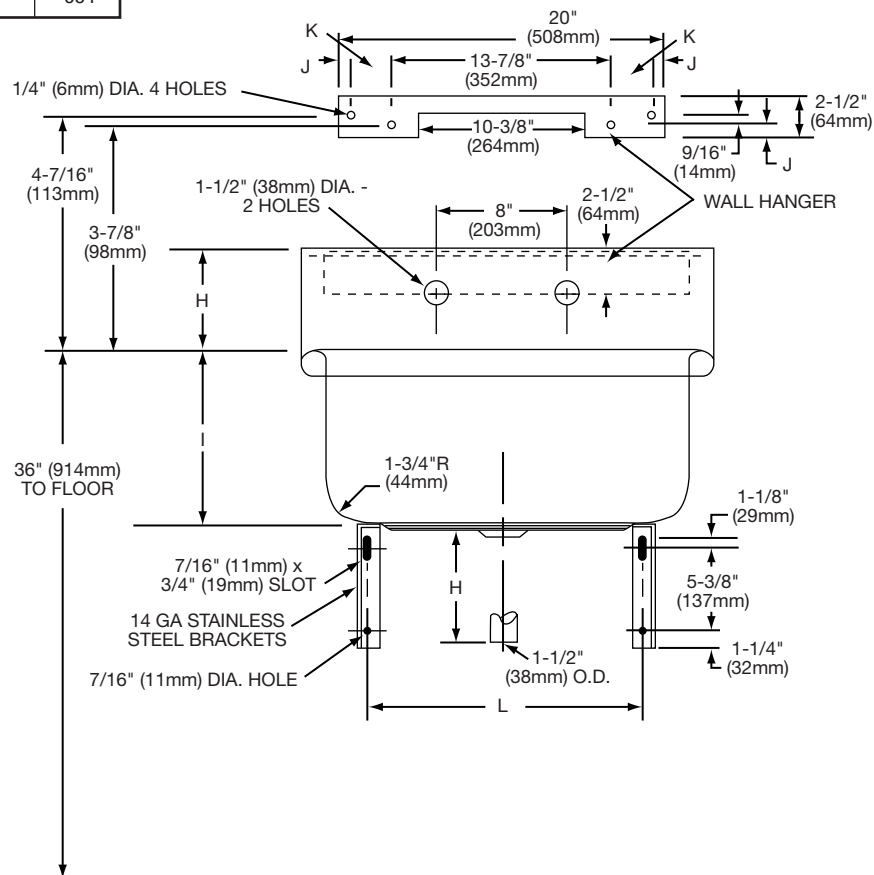 20"
(508mm)
K
K
J
J
13-7/8"
(352mm)
1/4" (6mm) DIA. 4 HOLES
2-1/2"
(64mm)
10-3/8"
(264mm)
9/16"
(14mm)
J
4-7/16"
(113mm)
1-1/2" (38mm) DIA. -
2 HOLES
2-1/2"
(64mm)
WALL HANGER
8"
(203mm)
3-7/8"
(98mm)
H
I
36" (914mm)
TO FLOOR
1-3/4"R
(44mm)
1-1/8"
(29mm)
7/16" (11mm) x
3/4" (19mm) SLOT
H
5-3/8"
(137mm)
14 GA STAINLESS
STEEL BRACKETS
1-1/2"
(38mm) O.D.
1-1/4"
(32mm)
7/16" (11mm) DIA. HOLE
L